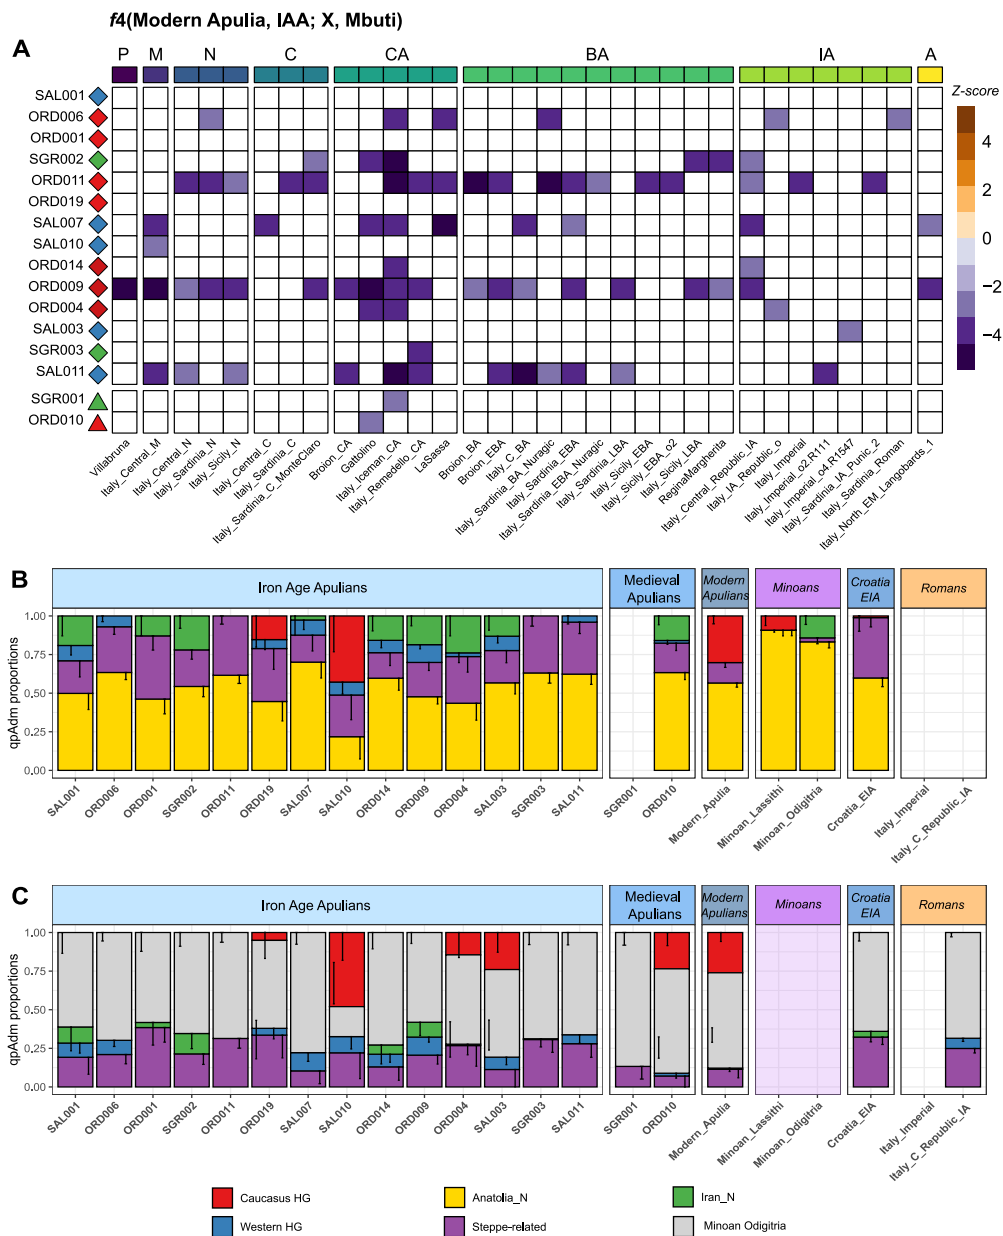 f4(Modern Apulia, IAA; X, Mbuti)
A
P M N C CA BA IA A
Z-score
SAL001
ORD006
ORD001
SGR002
ORD011
ORD019
SAL007
SAL010
ORD014
ORD009
ORD004
SAL003
SGR003
SAL011
SGR001
ORD010
4
2
0
−2
−4
Villabruna
Italy_Central_M
Italy_Central_N
Italy_Sardinia_N
Italy_Sicily_N
Italy_Central_C
Italy_Sardinia_C
Italy_Sardinia_C_MonteClaro
Broion_CA
Gattolino
Italy_Iceman_CA
Italy_Remedello_CA
LaSassa
Broion_BA
Broion_EBA
Italy_C_BA
Italy_Sardinia_BA_Nuragic
Italy_Sardinia_EBA
Italy_Sardinia_EBA_Nuragic
Italy_Sardinia_LBA
Italy_Sicily_EBA
Italy_Sicily_EBA_o2
Italy_Sicily_LBA
ReginaMargherita
Italy_Central_Republic_IA
Italy_IA_Republic_o
Italy_Imperial
Italy_Imperial_o2.R111
Italy_Imperial_o4.R1547
Italy_Sardinia_IA_Punic_2
Italy_Sardinia_Roman
Italy_North_EM_Langobards_1
B
Iron Age Apulians
Medieval Apulians
Modern Apulians
Minoans
Croatia EIA
Romans
qpAdm proportions
1.00
0.75
0.50
0.25
0.00
SAL001
ORD006
ORD001
SGR002
ORD011
ORD019
SAL007
SAL010
ORD014
ORD009
ORD004
SAL003
SGR003
SAL11
SGR001
ORD010
Modern_Apulia
Minoan_Lassithi
Minoan_Odigitria
Croatia_EIA
Italy_Imperial
Italy_C_Republic_IA
C
Iron Age Apulians
Medieval Apulians
Modern Apulians
Minoans
Croatia EIA
Romans
qpAdm proportions
1.00
0.75
0.50
0.25
0.00
SAL001
ORD006
ORD001
SGR002
ORD011
ORD019
SAL007
SAL010
ORD014
ORD009
ORD004
SAL003
SGR003
SAL011
SGR001
ORD010
Modern_Apulia
Minoan_Lassithi
Minoan_Odigitria
Croatia_EIA
Italy_Imperial
Italy_C_Republic_IA
Caucasus HG
Anatolia_N
Iran_N
Western HG
Steppe-related
Minoan Odigitria